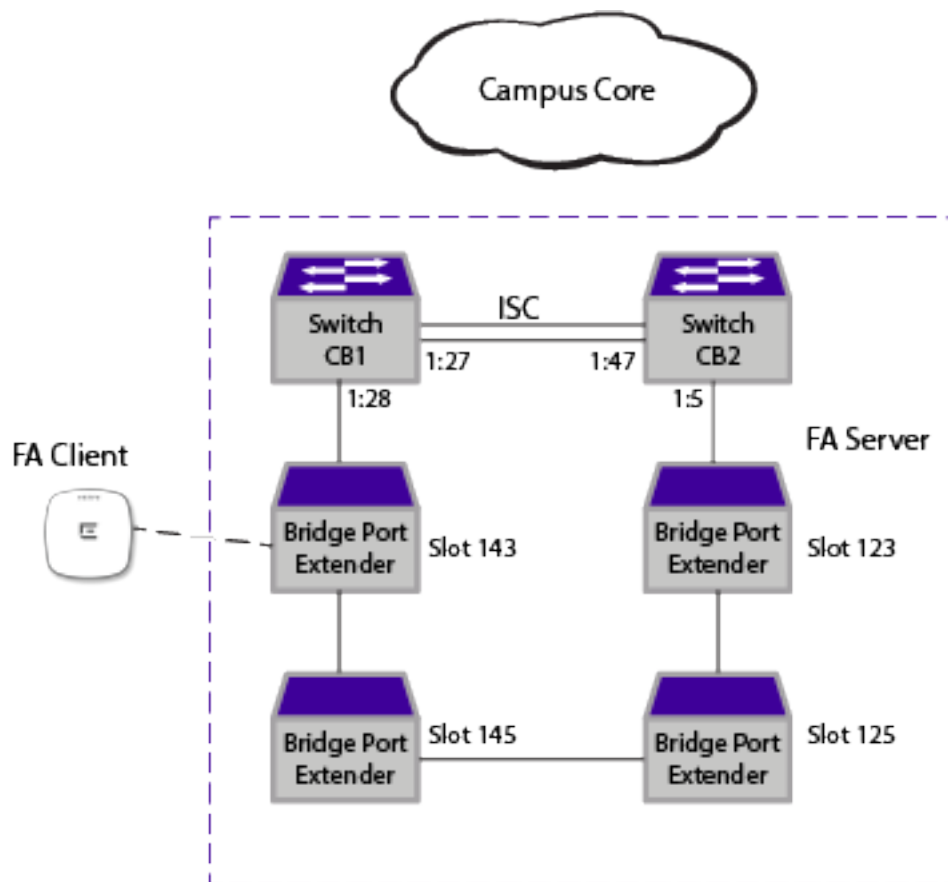 Campus Core
ISC
Switch
CB1
Switch
CB2
1:27
1:47
1:28
1:5
FA Client
FA Server
Bridge Port
Extender
Slot 143
Bridge Port
Extender
Slot 123
Bridge Port
Extender
Slot 145
Bridge Port
Extender
Slot 125